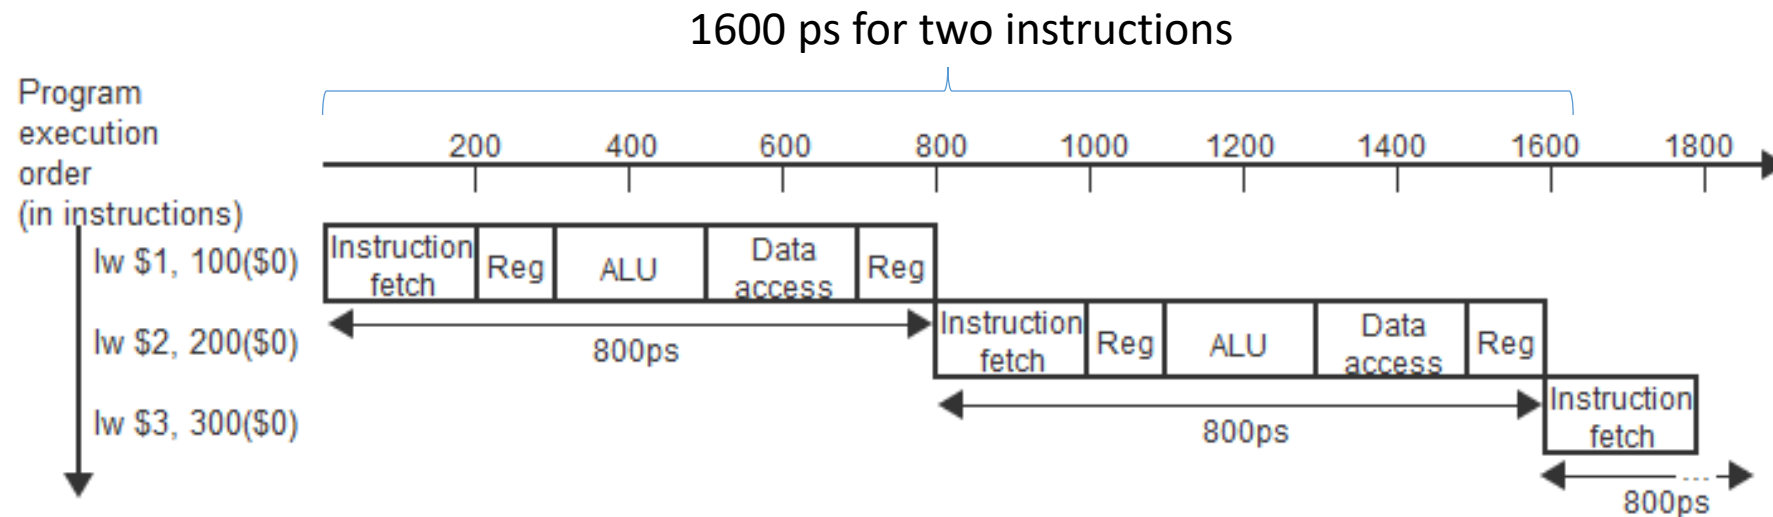 1600 ps for two instructions
Program
execution
order
(in instructions)
200 400 600 800 1000 1200 1400 1600 1800
lw $1, 100($0)
Instruction
fetch
Reg
ALU
Data
access
Reg
800ps
lw $2, 200($0)
Instruction
fetch
Reg
ALU
Data
access
Reg
800ps
lw $3, 300($0)
Instruction
fetch
800ps